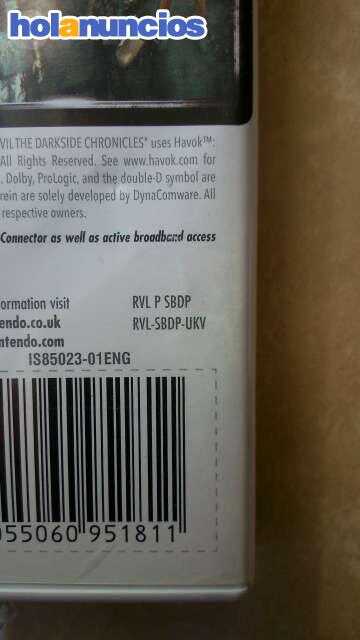 holanuncios
VIL THE DARKSIDE CHRONICLES" uses Havok™:
All Rights Reserved. See www.havok.com for
. Dolby, ProLogic, and the double-D symbol are
rein are solely developed by DynaComware. All
respective owners.
Connector as well as active broadband access
formation visit
RVL P SBDP
endo.co.uk
RVL-SBDP-UKV
ntendo.com
IS85023-01ENG
055060 951811